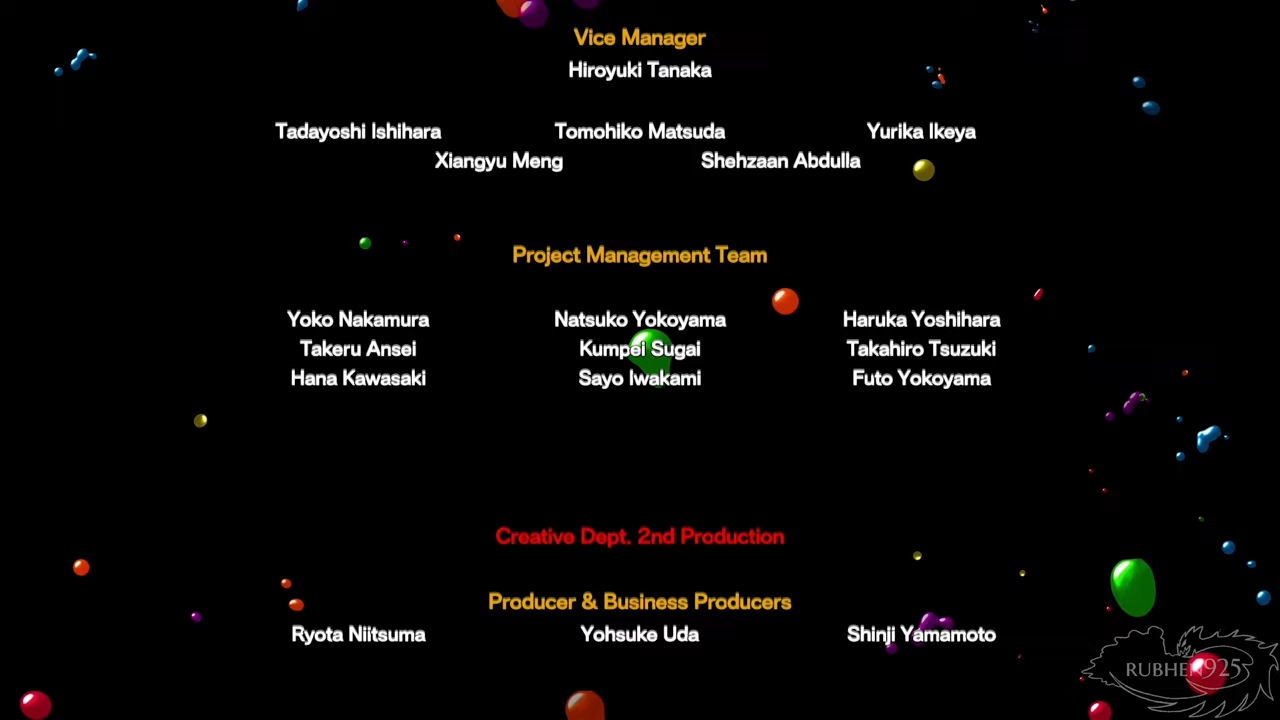 Vice Manager
Hiroyuki Tanaka
Tadayoshi Ishihara Tomohiko Matsuda Yurika Ikeya
Xiangyu Meng Shehzaan Abdulla
Project Management Team
Yoko Nakamura Natsuko Yokoyama Haruka Yoshihara
Takeru Ansei Kumpei Sugai Takahiro Tsuzuki
Hana Kawasaki Sayo Iwakami Futo Yokoyama
Creative Dept. 2nd Production
Producer & Business Producers
Ryota Niitsuma Yohsuke Uda Shinji Yamamoto
RUBHEN925